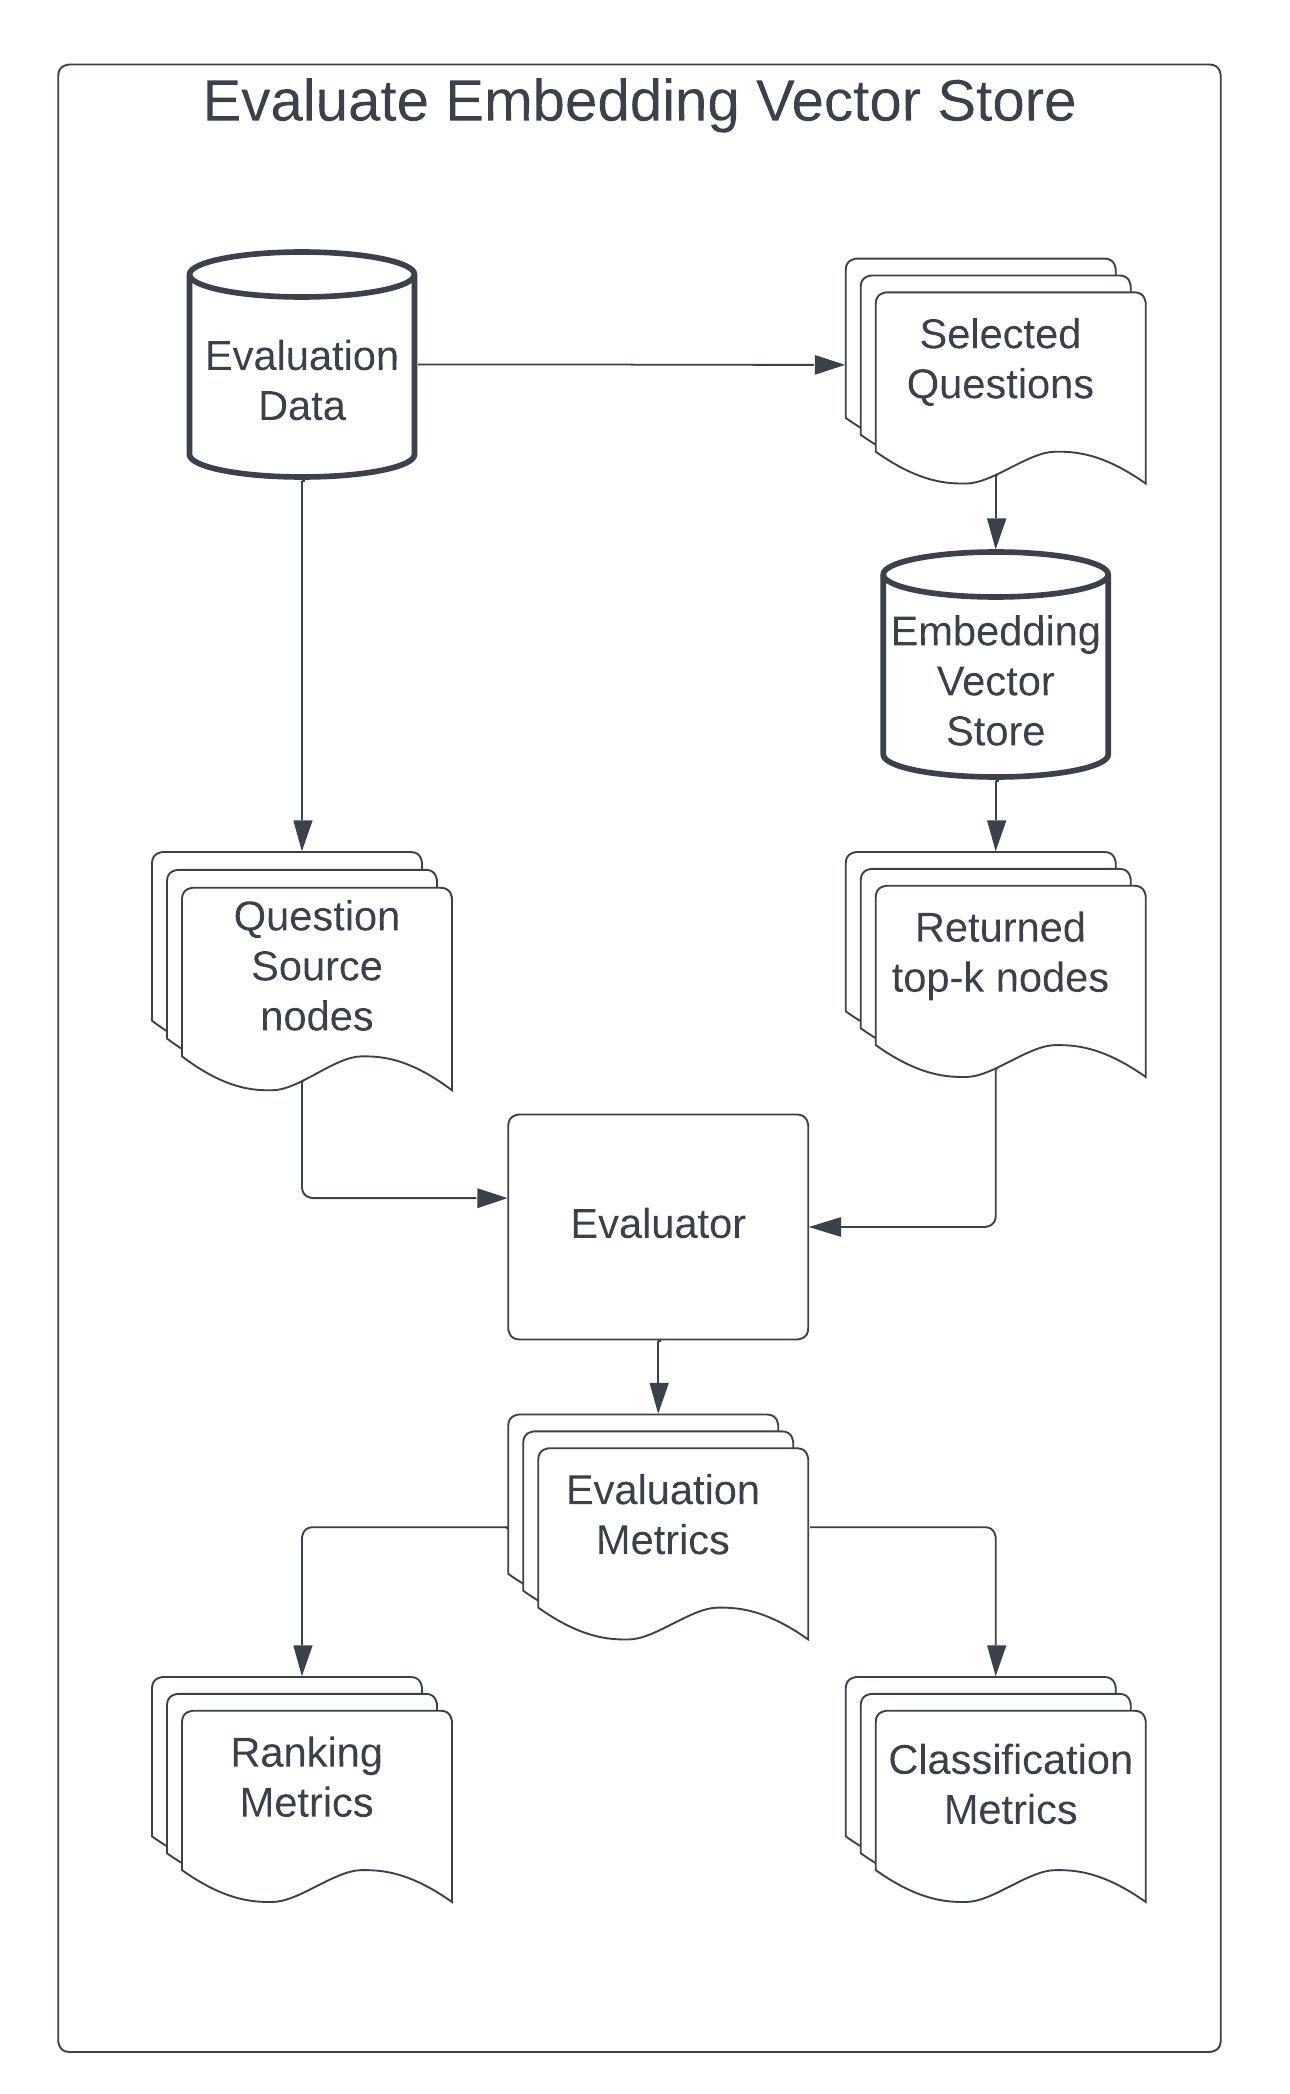 Evaluate Embedding Vector Store
Evaluation
Data
Selected
Questions
Embedding
Vector
Store
Question
Source
nodes
Returned
top-k nodes
Evaluator
Evaluation
Metrics
Ranking
Metrics
Classification
Metrics